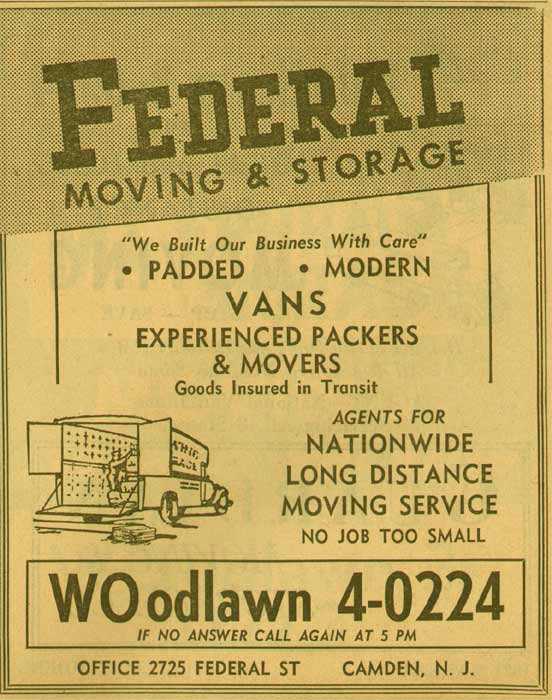 FEDERAL
MOVING & STORAGE
"We Built Our Business With Care"
• PADDED • MODERN
VANS
EXPERIENCED PACKERS
& MOVERS
Goods Insured in Transit
AGENTS FOR
NATIONWIDE
LONG DISTANCE
MOVING SERVICE
NO JOB TOO SMALL
WOodlawn 4-0224
IF NO ANSWER CALL AGAIN AT 5 PM
OFFICE 2725 FEDERAL ST CAMDEN, N. J.